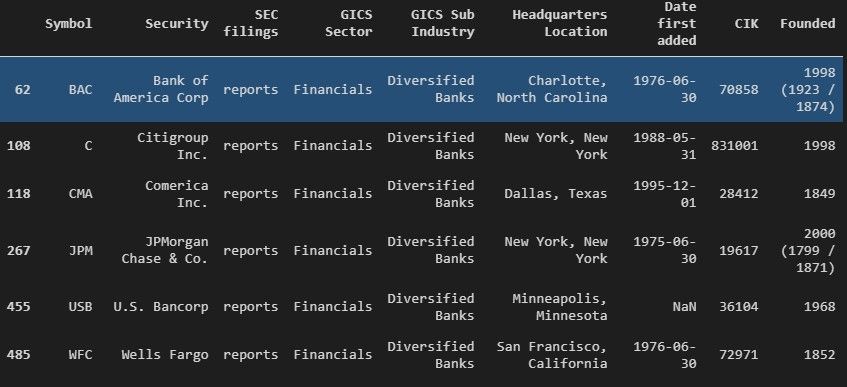 Symbol Security SEC filings GICS Sector GICS Sub Industry Headquarters Location Date first added CIK Founded
62 BAC Bank of America Corp reports Financials Diversified Banks Charlotte, North Carolina 1976-06-30 70858 1998 (1923 / 1874)
108 C Citigroup Inc. reports Financials Diversified Banks New York, New York 1988-05-31 831001 1998
118 CMA Comerica Inc. reports Financials Diversified Banks Dallas, Texas 1995-12-01 28412 1849
267 JPM JPMorgan Chase & Co. reports Financials Diversified Banks New York, New York 1975-06-30 19617 2000 (1799 / 1871)
455 USB U.S. Bancorp reports Financials Diversified Banks Minneapolis, Minnesota NaN 36104 1968
485 WFC Wells Fargo reports Financials Diversified Banks San Francisco, California 1976-06-30 72971 1852